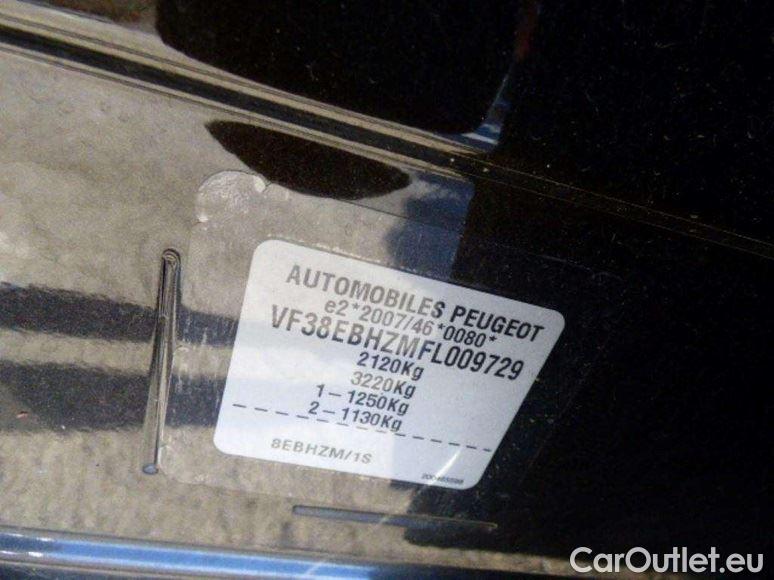 AUTOMOBILES PEUGEOT
e2*2007/46*0080*
VF38EBHZMFL009729
2120Kg
3220Kg
1-1250Kg
2-1130Kg
8EBHZM/1S
CarOutlet.eu